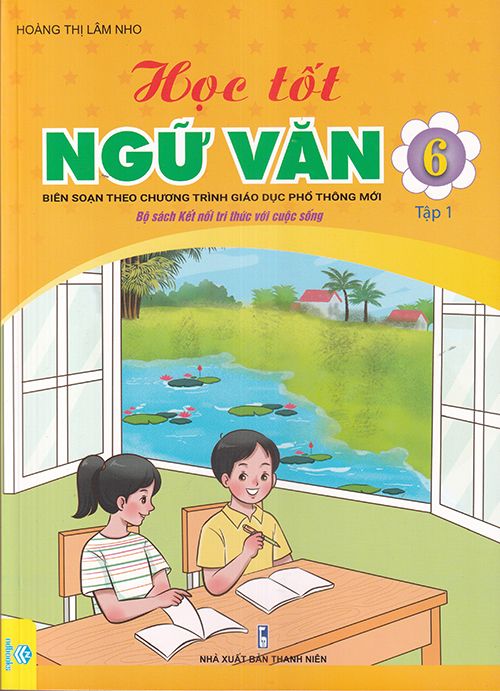 HOÀNG THỊ LÂM NHO
Học tốt
NGỮ VĂN 6
BIÊN SOẠN THEO CHƯƠNG TRÌNH GIÁO DỤC PHỔ THÔNG MỚI
Tập 1
Bộ sách Kết nối tri thức với cuộc sống
ndbooks
NHÀ XUẤT BẢN THANH NIÊN